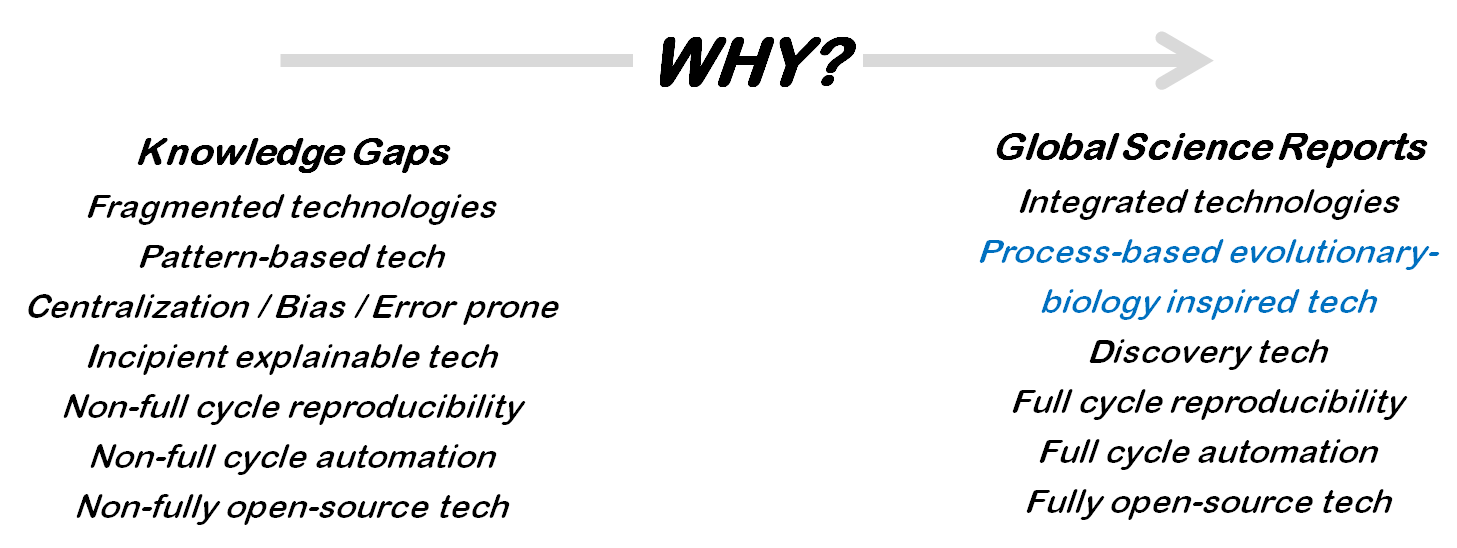 WHY?
Knowledge Gaps
Fragmented technologies
Pattern-based tech
Centralization / Bias / Error prone
Incipient explainable tech
Non-full cycle reproducibility
Non-full cycle automation
Non-fully open-source tech
Global Science Reports
Integrated technologies
Process-based evolutionary-
biology inspired tech
Discovery tech
Full cycle reproducibility
Full cycle automation
Fully open-source tech